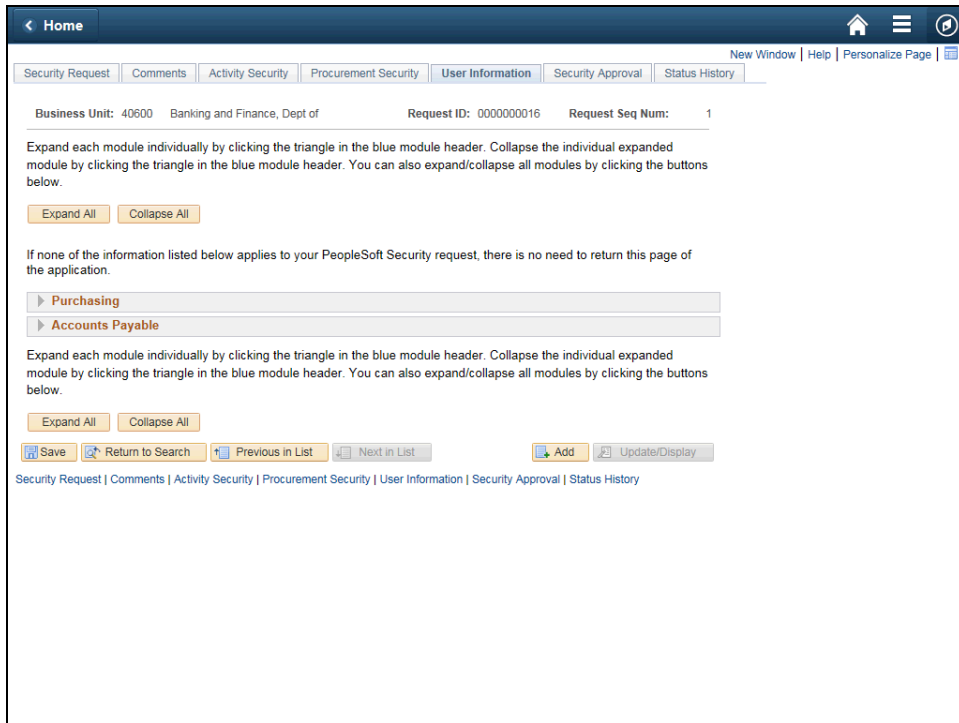 Home
New Window | Help | Personalize Page |
Security Request Comments Activity Security Procurement Security User Information Security Approval Status History
Business Unit: 40600 Banking and Finance, Dept of Request ID: 0000000016 Request Seq Num: 1
Expand each module individually by clicking the triangle in the blue module header. Collapse the individual expanded
module by clicking the triangle in the blue module header. You can also expand/collapse all modules by clicking the buttons
below.
Expand All Collapse All
If none of the information listed below applies to your PeopleSoft Security request, there is no need to return this page of
the application.
Purchasing
Accounts Payable
Expand each module individually by clicking the triangle in the blue module header. Collapse the individual expanded
module by clicking the triangle in the blue module header. You can also expand/collapse all modules by clicking the buttons
below.
Expand All Collapse All
Save Return to Search Previous in List Next in List Add Update/Display
Security Request | Comments | Activity Security | Procurement Security | User Information | Security Approval | Status History